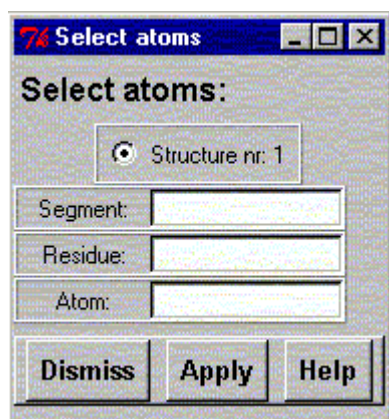 Select atoms
Select atoms:
Structure nr: 1
Segment:
Residue:
Atom:
Dismiss Apply Help